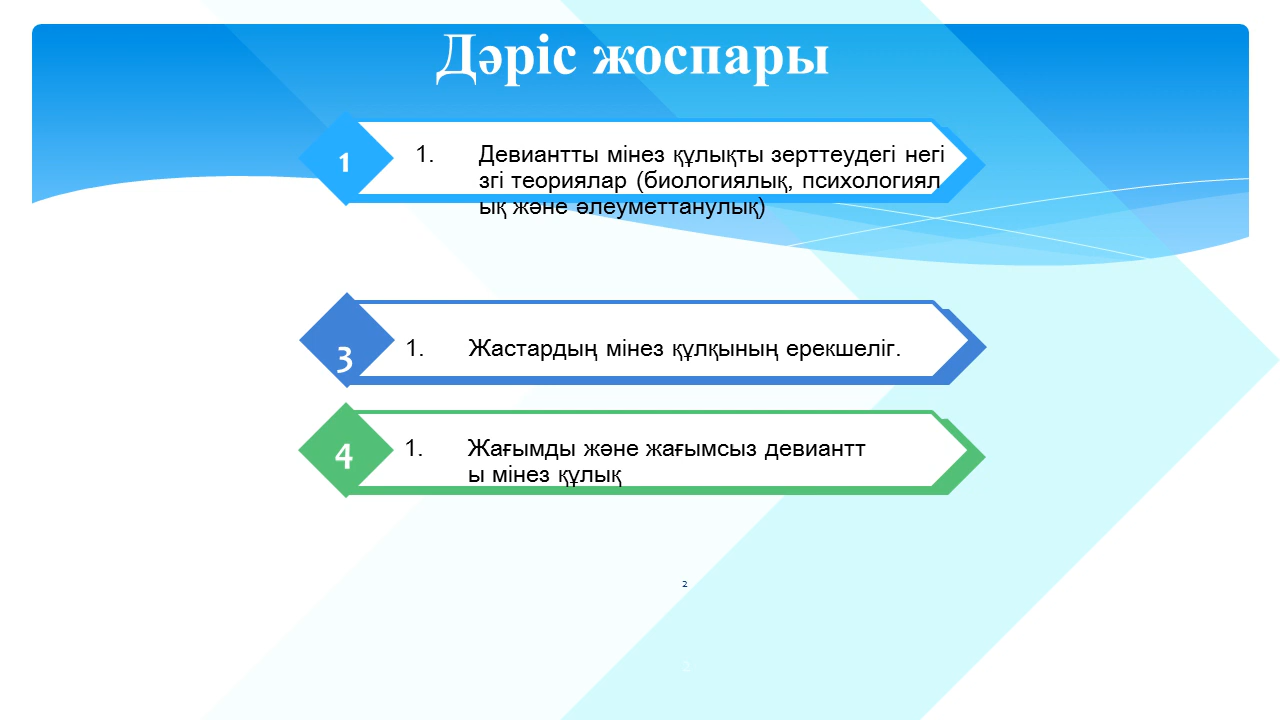 Дәріс жоспары
1
1. Девиантты мінез құлықты зерттеудегі негі
згі теориялар (биологиялық, психологиял
ық және әлеуметтанулық)
3
1. Жастардың мінез құлқының ерекшеліг.
4
1. Жағымды және жағымсыз девиантт
ы мінез құлық
2
2